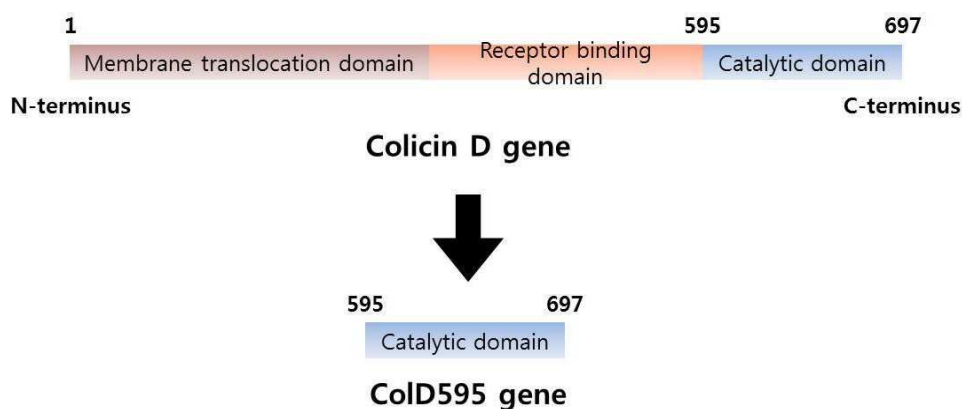 1 595 697
Membrane translocation domain Receptor binding domain Catalytic domain
N-terminus C-terminus
Colicin D gene
595 697
Catalytic domain
ColD595 gene